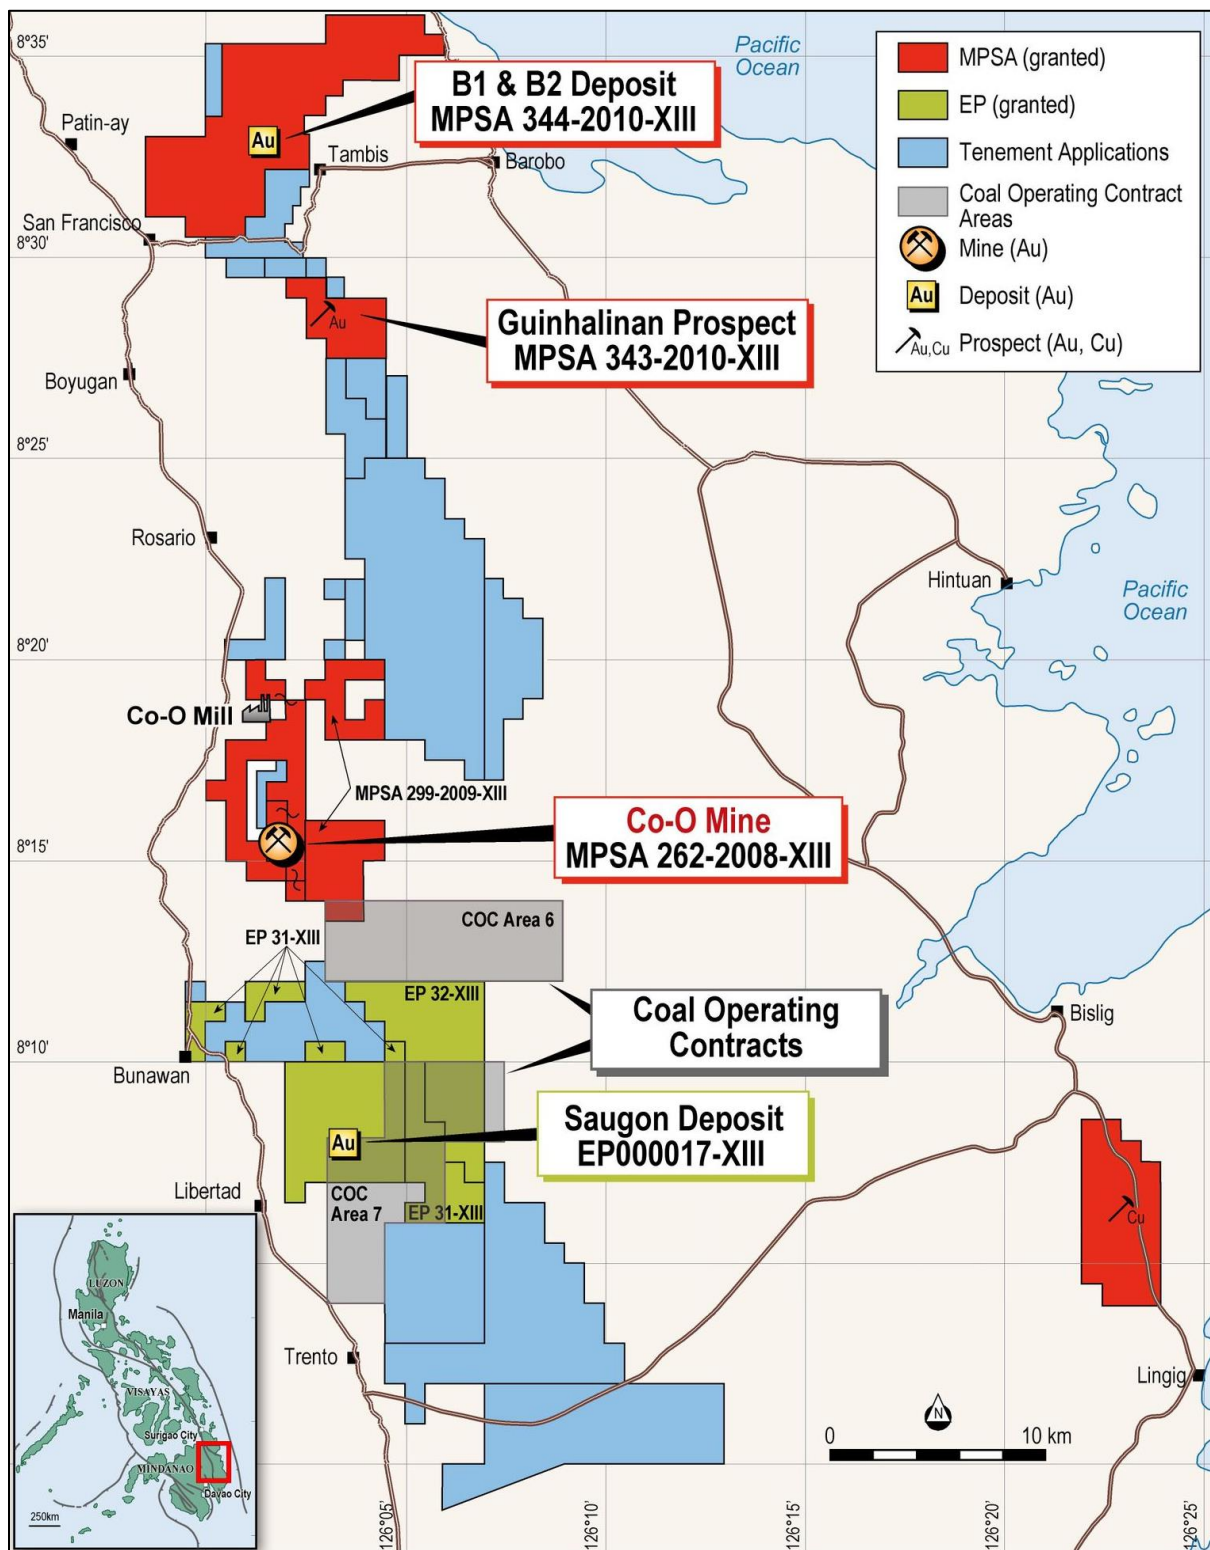 8°35'
Pacific
Ocean
MPSA (granted)
EP (granted)
Tenement Applications
Coal Operating Contract
Areas
Mine (Au)
Au
Deposit (Au)
Au,Cu
Prospect (Au, Cu)
B1 & B2 Deposit
MPSA 344-2010-XIII
Patin-ay
Au
Tambis
Barobo
San Francisco
8°30'
Guinhalinan Prospect
MPSA 343-2010-XIII
Au
Boyugan
8°25'
Rosario
Hintuan
Pacific
Ocean
8°20'
Co-O Mill
MPSA 299-2009-XIII
Co-O Mine
MPSA 262-2008-XIII
8°15'
COC Area 6
EP 31-XIII
EP 32-XIII
Coal Operating
Contracts
Bislig
8°10'
Bunawan
Saugon Deposit
EP000017-XIII
Au
Libertad
COC
Area 7
EP 31-XIII
Cu
LUZON
Manila
VISAYAS
Surigao City
MINDANAO
Davao City
250km
Trento
Lingig
N
0
10 km
126°05'
126°10'
126°15'
126°20'
126°25'